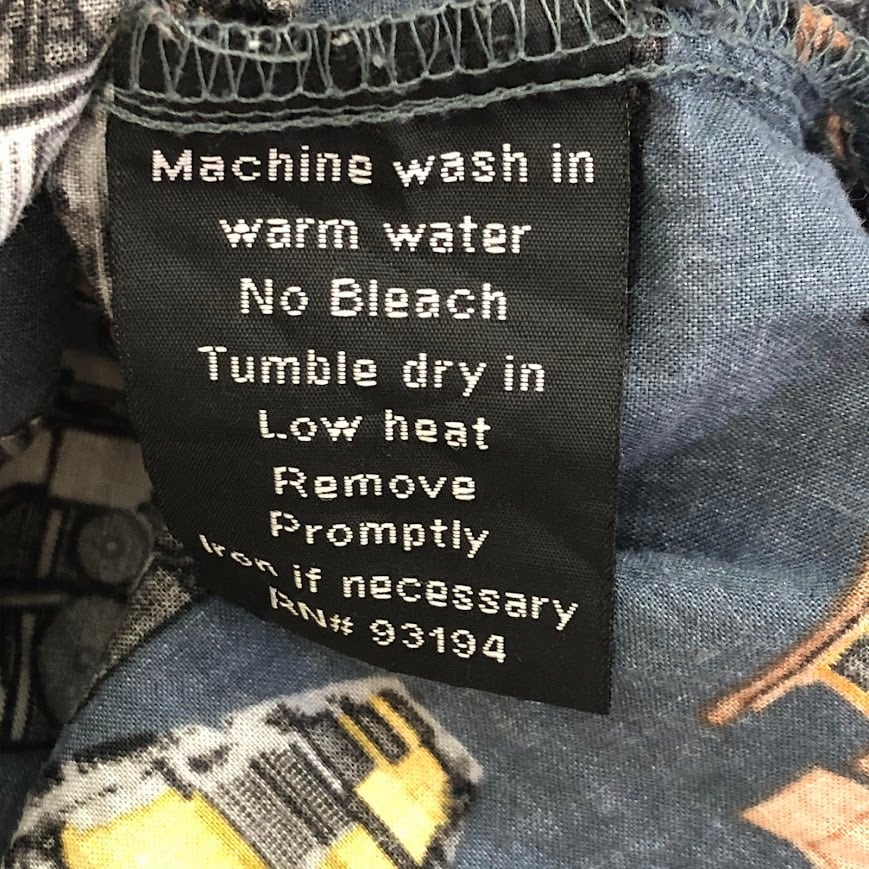 Machine wash in
warm water
No Bleach
Tumble dry in
Low heat
Remove
Promptly
Iron if necessary
RN# 93194